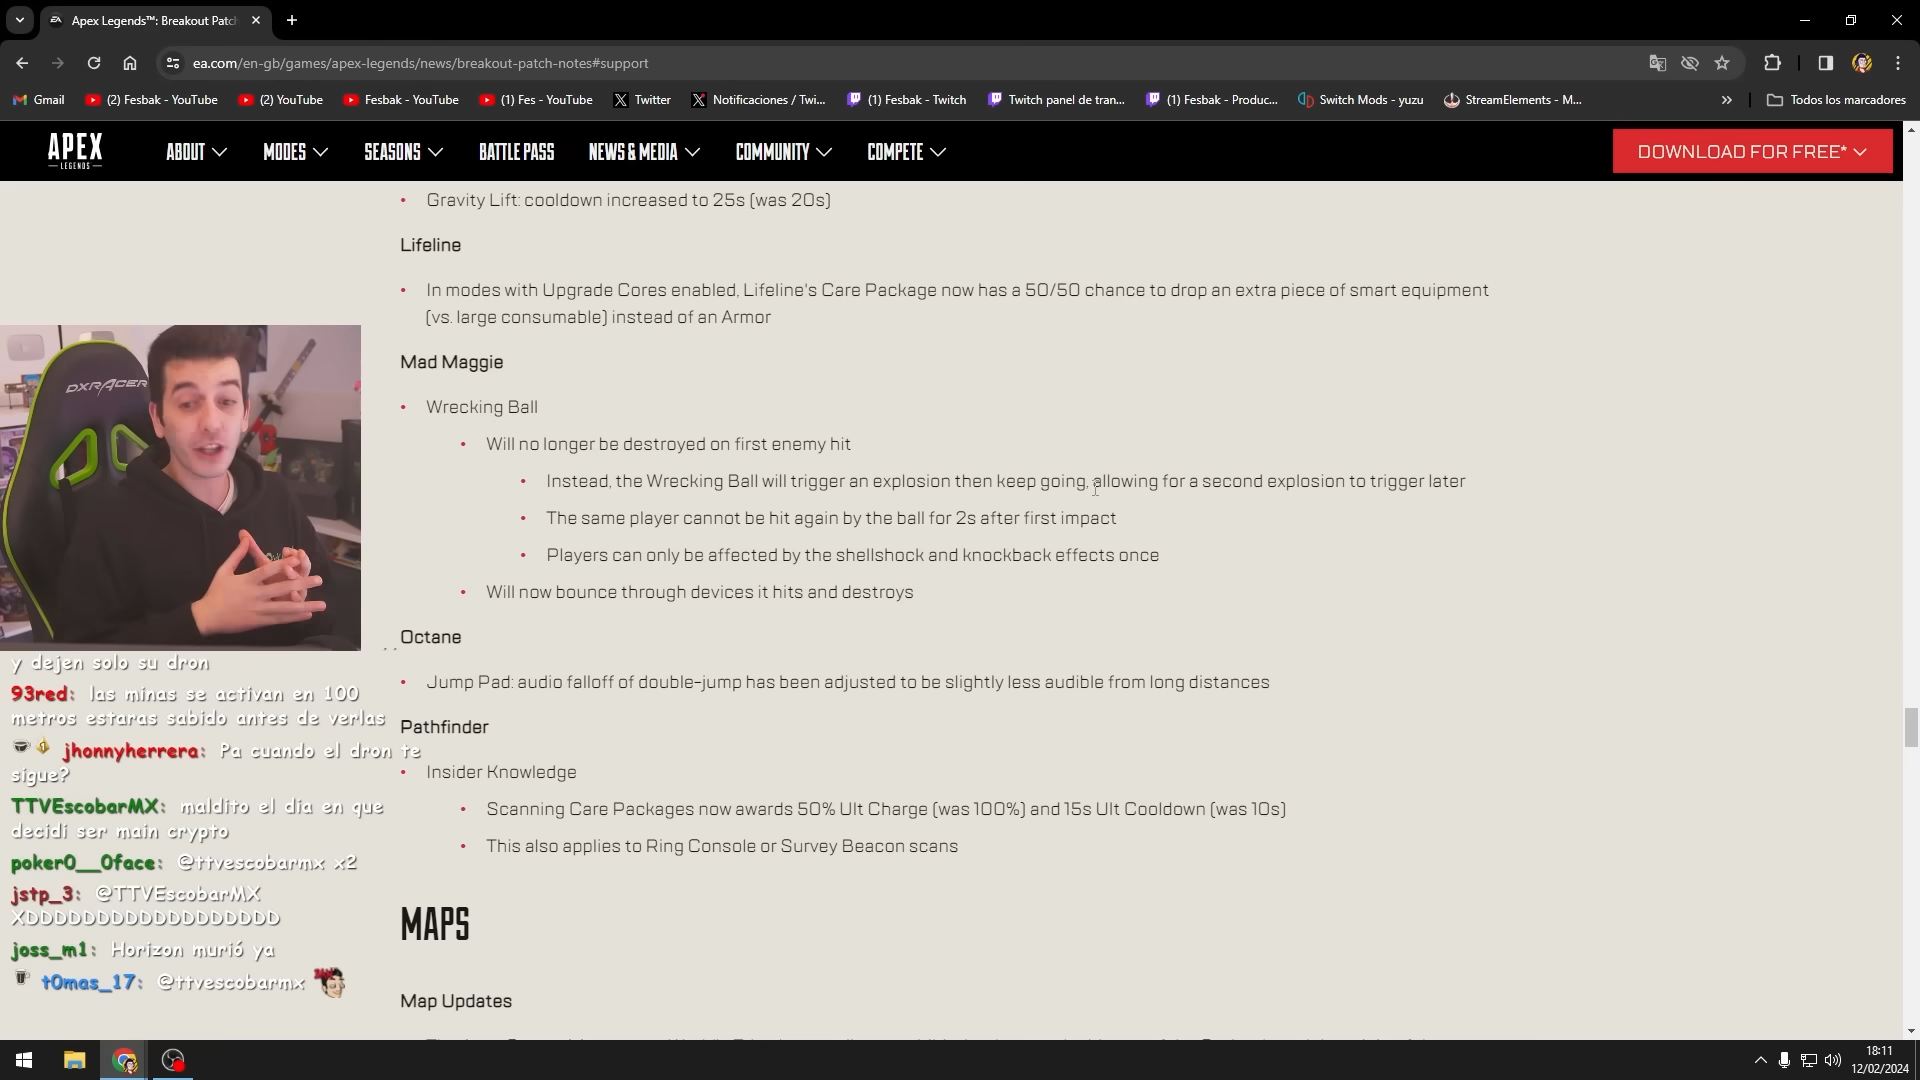 Apex Legends™: Breakout Patch
ea.com/en-gb/games/apex-legends/news/breakout-patch-notes#support
Gmail
(2) Fesbak - YouTube
(2) YouTube
Fesbak - YouTube
(1) Fes - YouTube
Twitter
Notificaciones / Twi...
(1) Fesbak - Twitch
Twitch panel de tran...
(1) Fesbak - Produc...
Switch Mods - yuzu
StreamElements - M...
Todos los marcadores
APEX
LEGENDS
ABOUT
MODES
SEASONS
BATTLE PASS
NEWS & MEDIA
COMMUNITY
COMPETE
DOWNLOAD FOR FREE*
• Gravity Lift: cooldown increased to 25s (was 20s)
Lifeline
• In modes with Upgrade Cores enabled, Lifeline's Care Package now has a 50/50 chance to drop an extra piece of smart equipment
(vs. large consumable) instead of an Armor
Mad Maggie
• Wrecking Ball
• Will no longer be destroyed on first enemy hit
• Instead, the Wrecking Ball will trigger an explosion then keep going, allowing for a second explosion to trigger later
• The same player cannot be hit again by the ball for 2s after first impact
• Players can only be affected by the shellshock and knockback effects once
• Will now bounce through devices it hits and destroys
Octane
• Jump Pad: audio falloff of double-jump has been adjusted to be slightly less audible from long distances
Pathfinder
• Insider Knowledge
• Scanning Care Packages now awards 50% Ult Charge (was 100%) and 15s Ult Cooldown (was 10s)
• This also applies to Ring Console or Survey Beacon scans
MAPS
Map Updates
DXRACER
y dejen solo su dron
93red: las minas se activan en 100
metros estaras sabido antes de verlas
jhonnyherrera: Pa cuando el dron te
sigue?
TTVEscobarMX: maldito el dia en que
decidi ser main crypto
poker0__0face: @ttvescobarmx x2
jstp_3: @TTVEscobarMX
XDDDDDDDDDDDDDDDDDD
joss_m1: Horizon murió ya
t0mas_17: @ttvescobarmx
18:11
12/02/2024